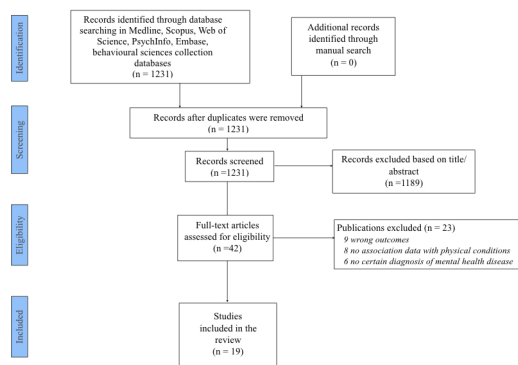 Identification
Records identified through database
searching in Medline, Scopus, Web of
Science, PsychInfo, Embase,
behavioural sciences collection
databases
(n = 1231)
Additional records
identified through
manual search
(n = 0)
Screening
Records after duplicates were removed
(n = 1231)
Records screened
(n =1231)
Records excluded based on title/
abstract
(n =1189)
Eligibility
Full-text articles
assessed for eligibility
(n =42)
Publications excluded (n = 23)
9 wrong outcomes
8 no association data with physical conditions
6 no certain diagnosis of mental health disease
Included
Studies
included in the
review
(n = 19)